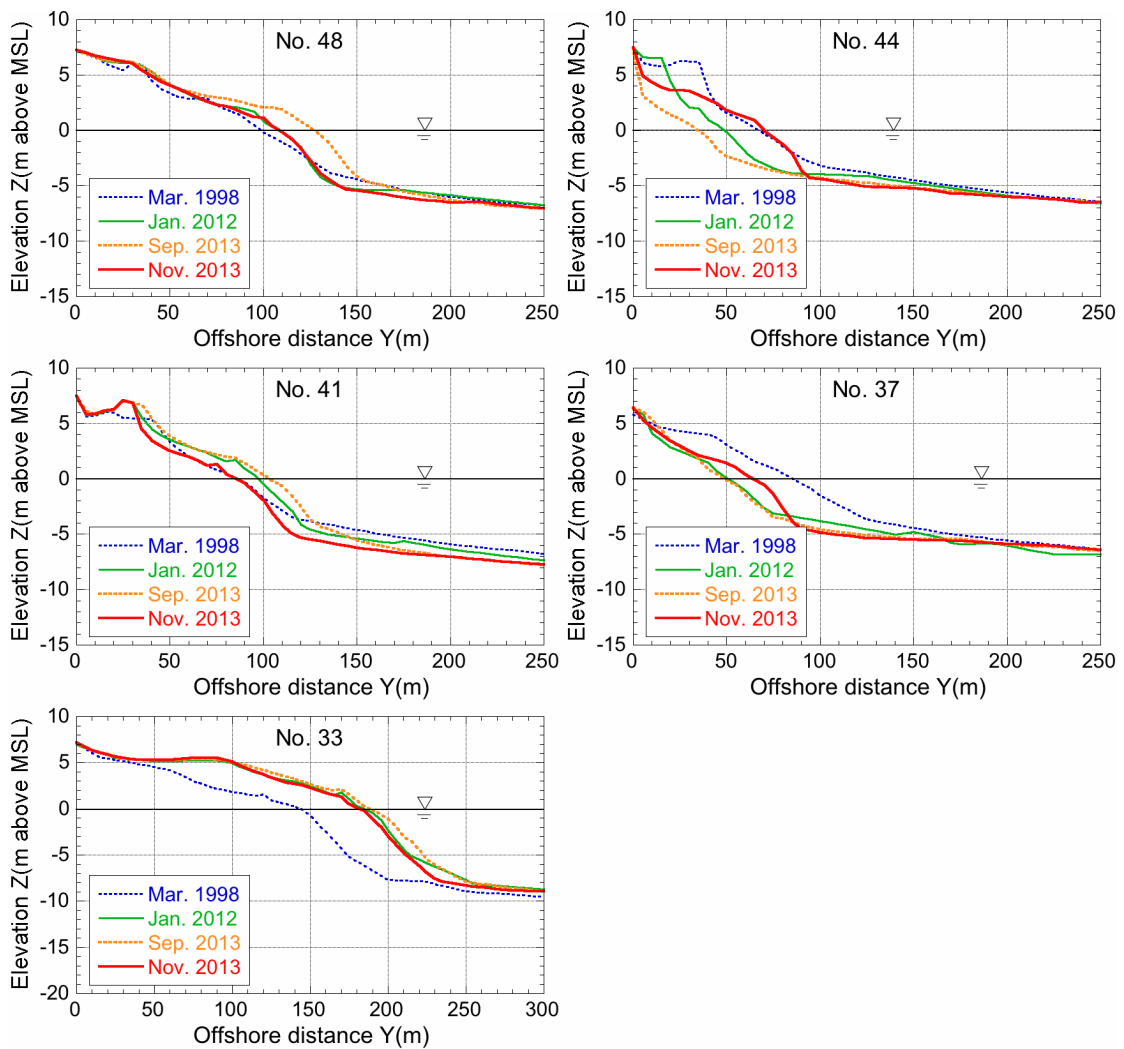 No. 48
Elevation Z(m above MSL)
10
5
0
-5
-10
-15
Mar. 1998
Jan. 2012
Sep. 2013
Nov. 2013
0 50 100 150 200 250
Offshore distance Y(m)
No. 44
Elevation Z(m above MSL)
10
5
0
-5
-10
-15
Mar. 1998
Jan. 2012
Sep. 2013
Nov. 2013
0 50 100 150 200 250
Offshore distance Y(m)
No. 41
Elevation Z(m above MSL)
10
5
0
-5
-10
-15
Mar. 1998
Jan. 2012
Sep. 2013
Nov. 2013
0 50 100 150 200 250
Offshore distance Y(m)
No. 37
Elevation Z(m above MSL)
10
5
0
-5
-10
-15
Mar. 1998
Jan. 2012
Sep. 2013
Nov. 2013
0 50 100 150 200 250
Offshore distance Y(m)
No. 33
Elevation Z(m above MSL)
10
5
0
-5
-10
-15
-20
Mar. 1998
Jan. 2012
Sep. 2013
Nov. 2013
0 50 100 150 200 250 300
Offshore distance Y(m)